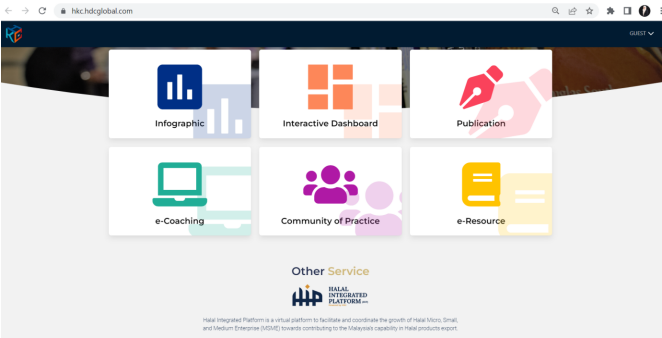 hkc.hdcglobal.com
GUEST
Infographic
Interactive Dashboard
Publication
e-Coaching
Community of Practice
e-Resource
Other Service
HIP HALAL
INTEGRATED
PLATFORM
Halal Integrated Platform is a virtual platform to facilitate and coordinate the growth of Halal Micro, Small,
and Medium Enterprise (MSME) towards contributing to the Malaysia's capability in Halal products export.